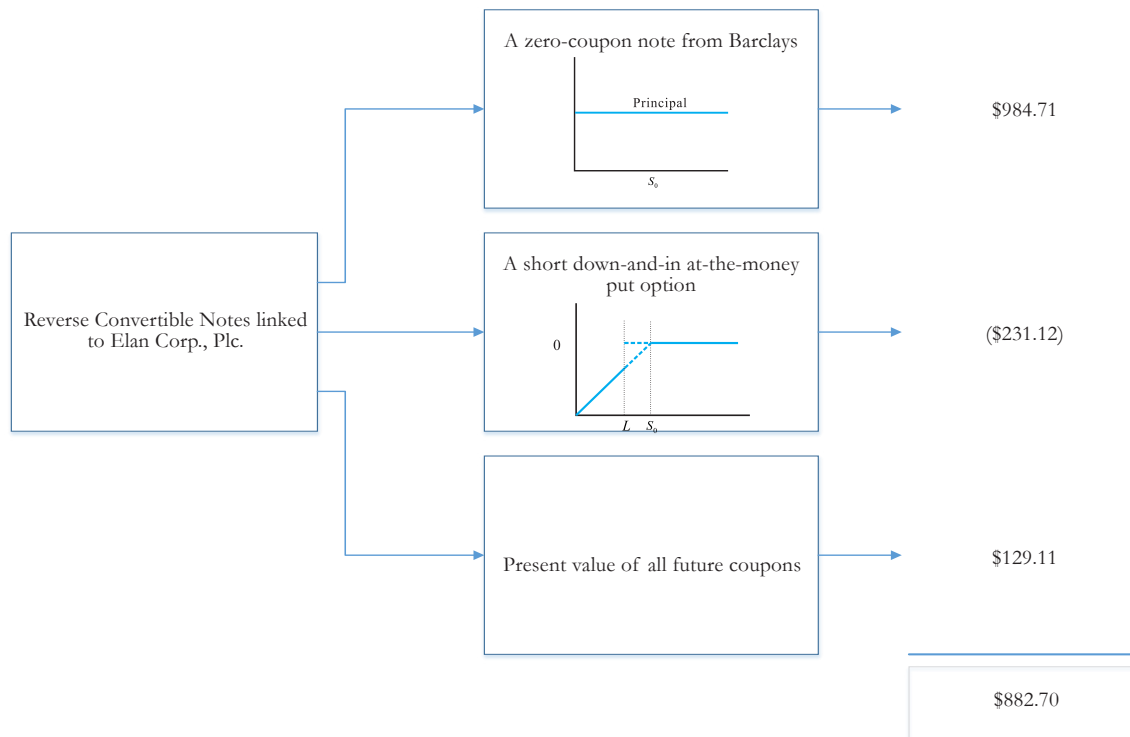 A zero-coupon note from Barclays
Principal
S₀
$984.71
Reverse Convertible Notes linked
to Elan Corp., Plc.
A short down-and-in at-the-money
put option
0
L S₀
($231.12)
Present value of all future coupons
$129.11
$882.70